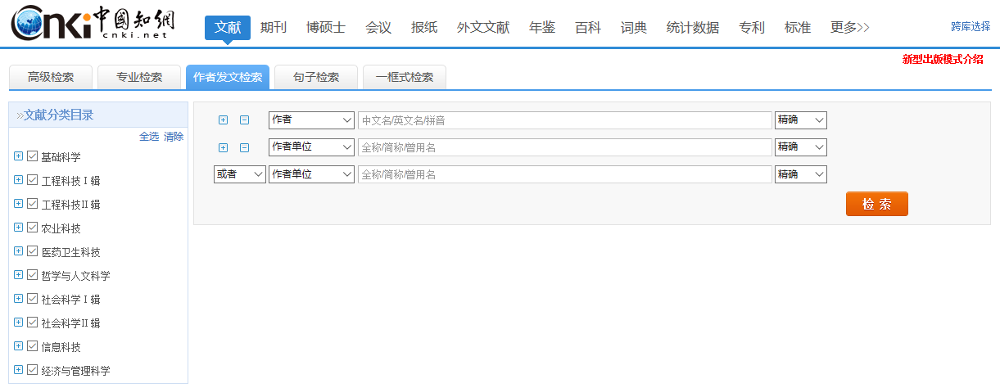 Cnki 中國知網
cnki.net
文献 期刊 博硕士 会议 报纸 外文文献 年鉴 百科 词典 统计数据 专利 标准 更多>> 跨库选择
新型出版模式介绍
高级检索 专业检索 作者发文检索 句子检索 一框式检索
»文献分类目录
全选 清除
基础科学
工程科技Ⅰ辑
工程科技II辑
农业科技
医药卫生科技
哲学与人文科学
社会科学Ⅰ辑
社会科学II辑
信息科技
经济与管理科学
作者 中文名/英文名/拼音 精确
作者单位 全称/简称/曾用名 精确
或者 作者单位 全称/简称/曾用名 精确
检索